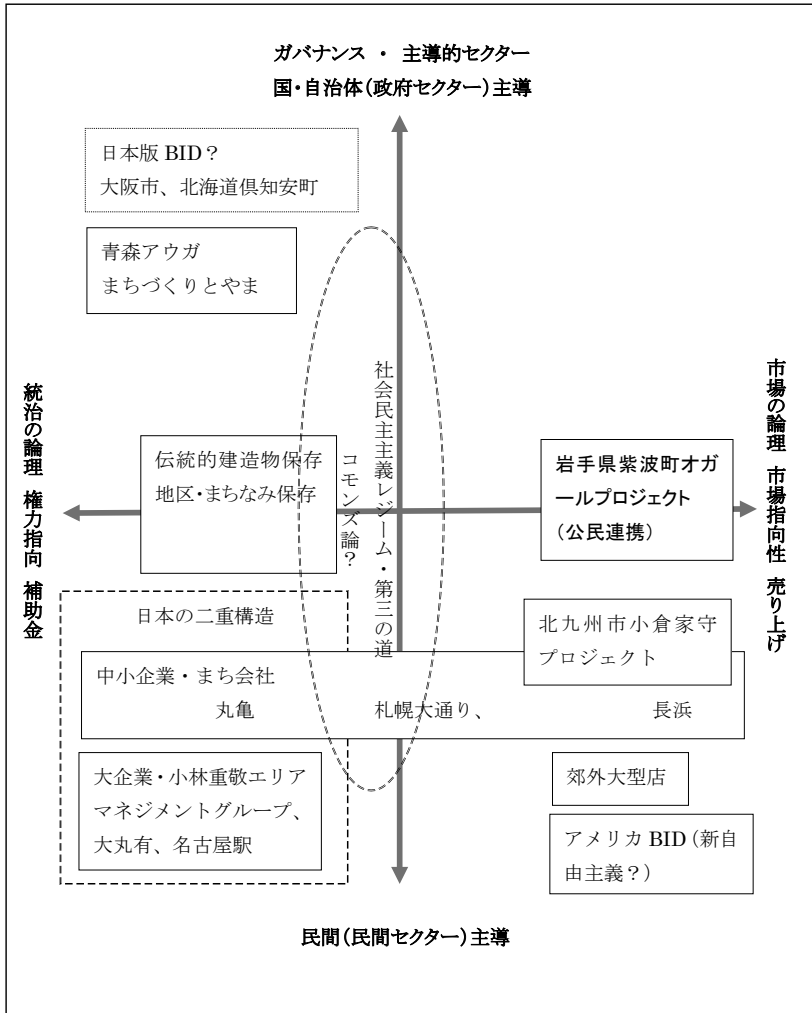 ガバナンス ・ 主導的セクター
国・自治体(政府セクター)主導
日本版 BID？
大阪市、北海道倶知安町
青森アウガ
まちづくりとやま
統治の論理 権力指向 補助金
伝統的建造物保存
地区・まちなみ保存
コモンズ論？
社会民主主義レジーム・第三の道
岩手県紫波町オガ
ールプロジェクト
（公民連携）
市場の論理 市場指向性 売り上げ
日本の二重構造
北九州市小倉家守
プロジェクト
中小企業・まち会社
丸亀 札幌大通り、 長浜
大企業・小林重敬エリア
マネジメントグループ、
大丸有、名古屋駅
郊外大型店
アメリカ BID（新自
由主義？）
民間(民間セクター)主導